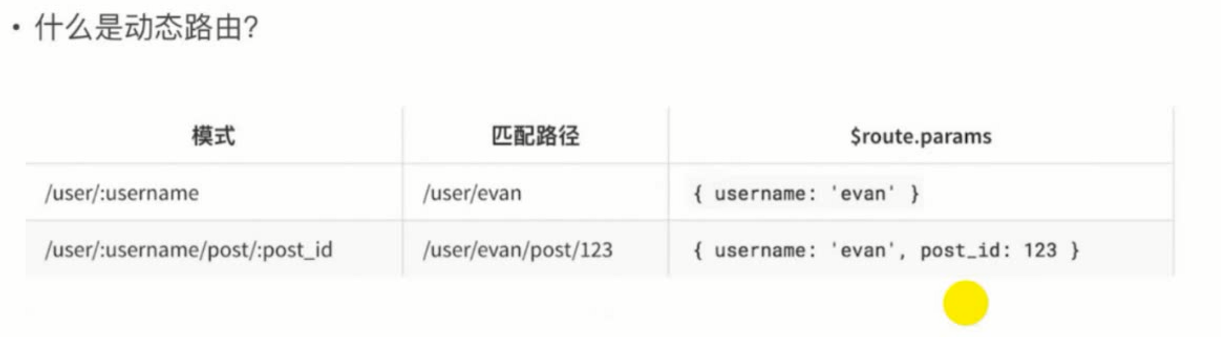 • 什么是动态路由?
模式 匹配路径 $route.params
/user/:username /user/evan { username: 'evan' }
/user/:username/post/:post_id /user/evan/post/123 { username: 'evan', post_id: 123 }